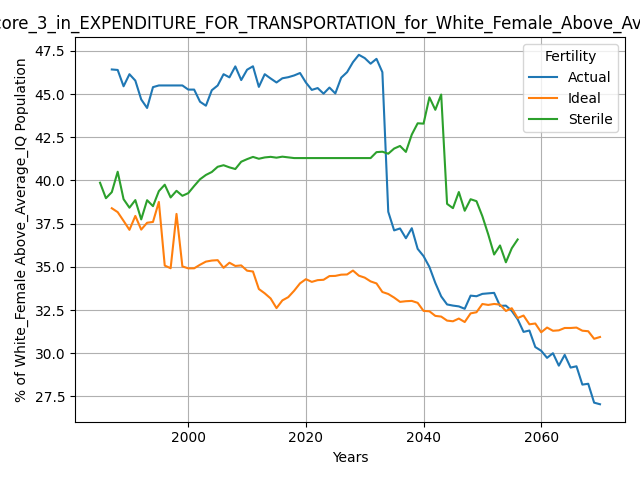 core_3_in_EXPENDITURE_FOR_TRANSPORTATION_for_White_Female_Above_Av
Fertility
Actual
Ideal
Sterile
% of White_Female Above_Average_IQ Population
47.5
45.0
42.5
40.0
37.5
35.0
32.5
30.0
27.5
2000
2020
2040
2060
Years